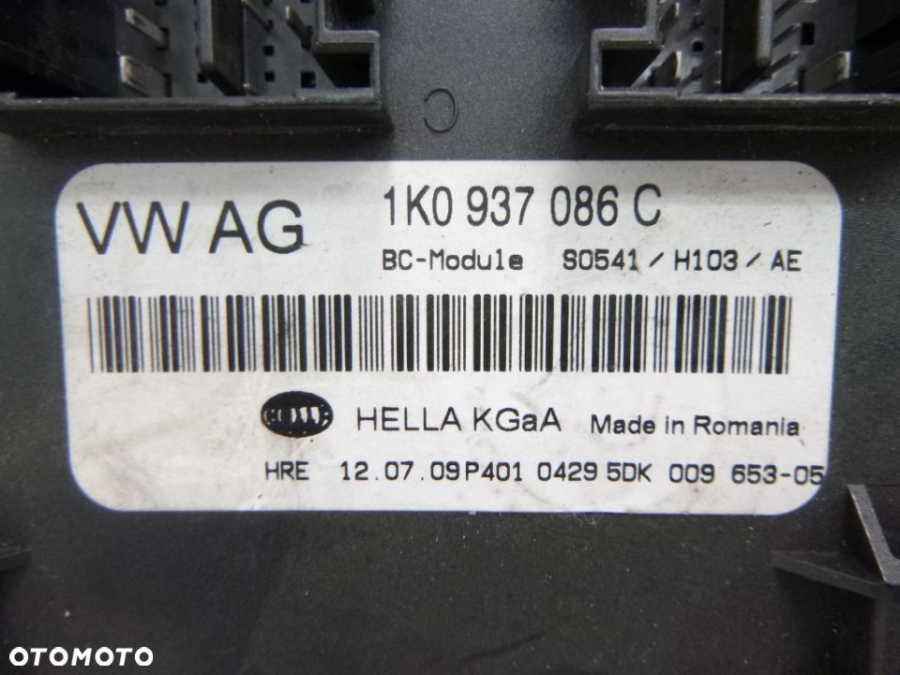 C
VW AG 1K0 937 086 C
BC-Module S0541 / H103 / AE
HELLA HELLA KGaA Made in Romania
HRE 12.07.09P401 0429 5DK 009 653-05
OTOMOTO